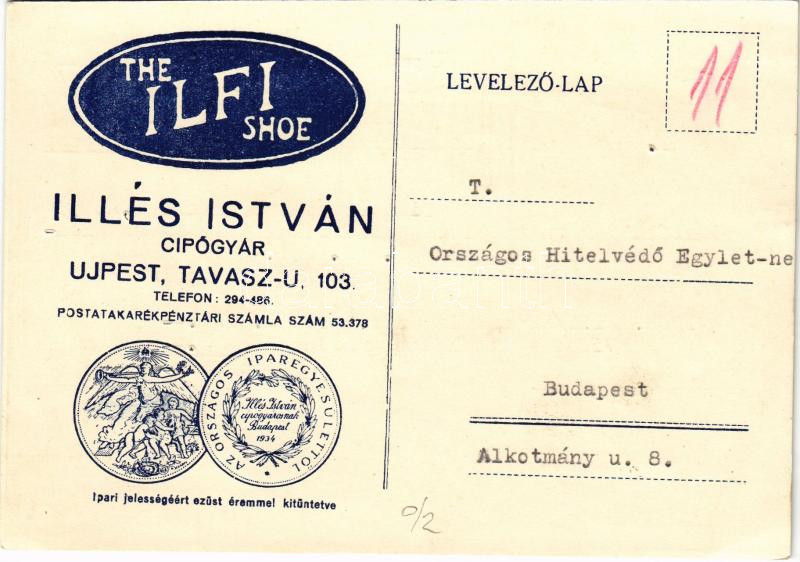 THE
ILFI
SHOE
ILLÉS ISTVÁN
CIPŐGYÁR
UJPEST, TAVASZ-U. 103.
TELEFON: 294-486.
POSTATAKARÉKPÉNZTÁRI SZÁMLA SZÁM 53.378
AZ ORSZÁGOS IPAREGYESÜLETTŐL
Illés István
cipőgyárosnak
Budapest
1934
Ipari jelességéért ezüst éremmel kitüntetve
LEVELEZŐ-LAP
11
T.
Országos Hitelvédő Egylet-ne
Budapest
Alkotmány u. 8.
0/2